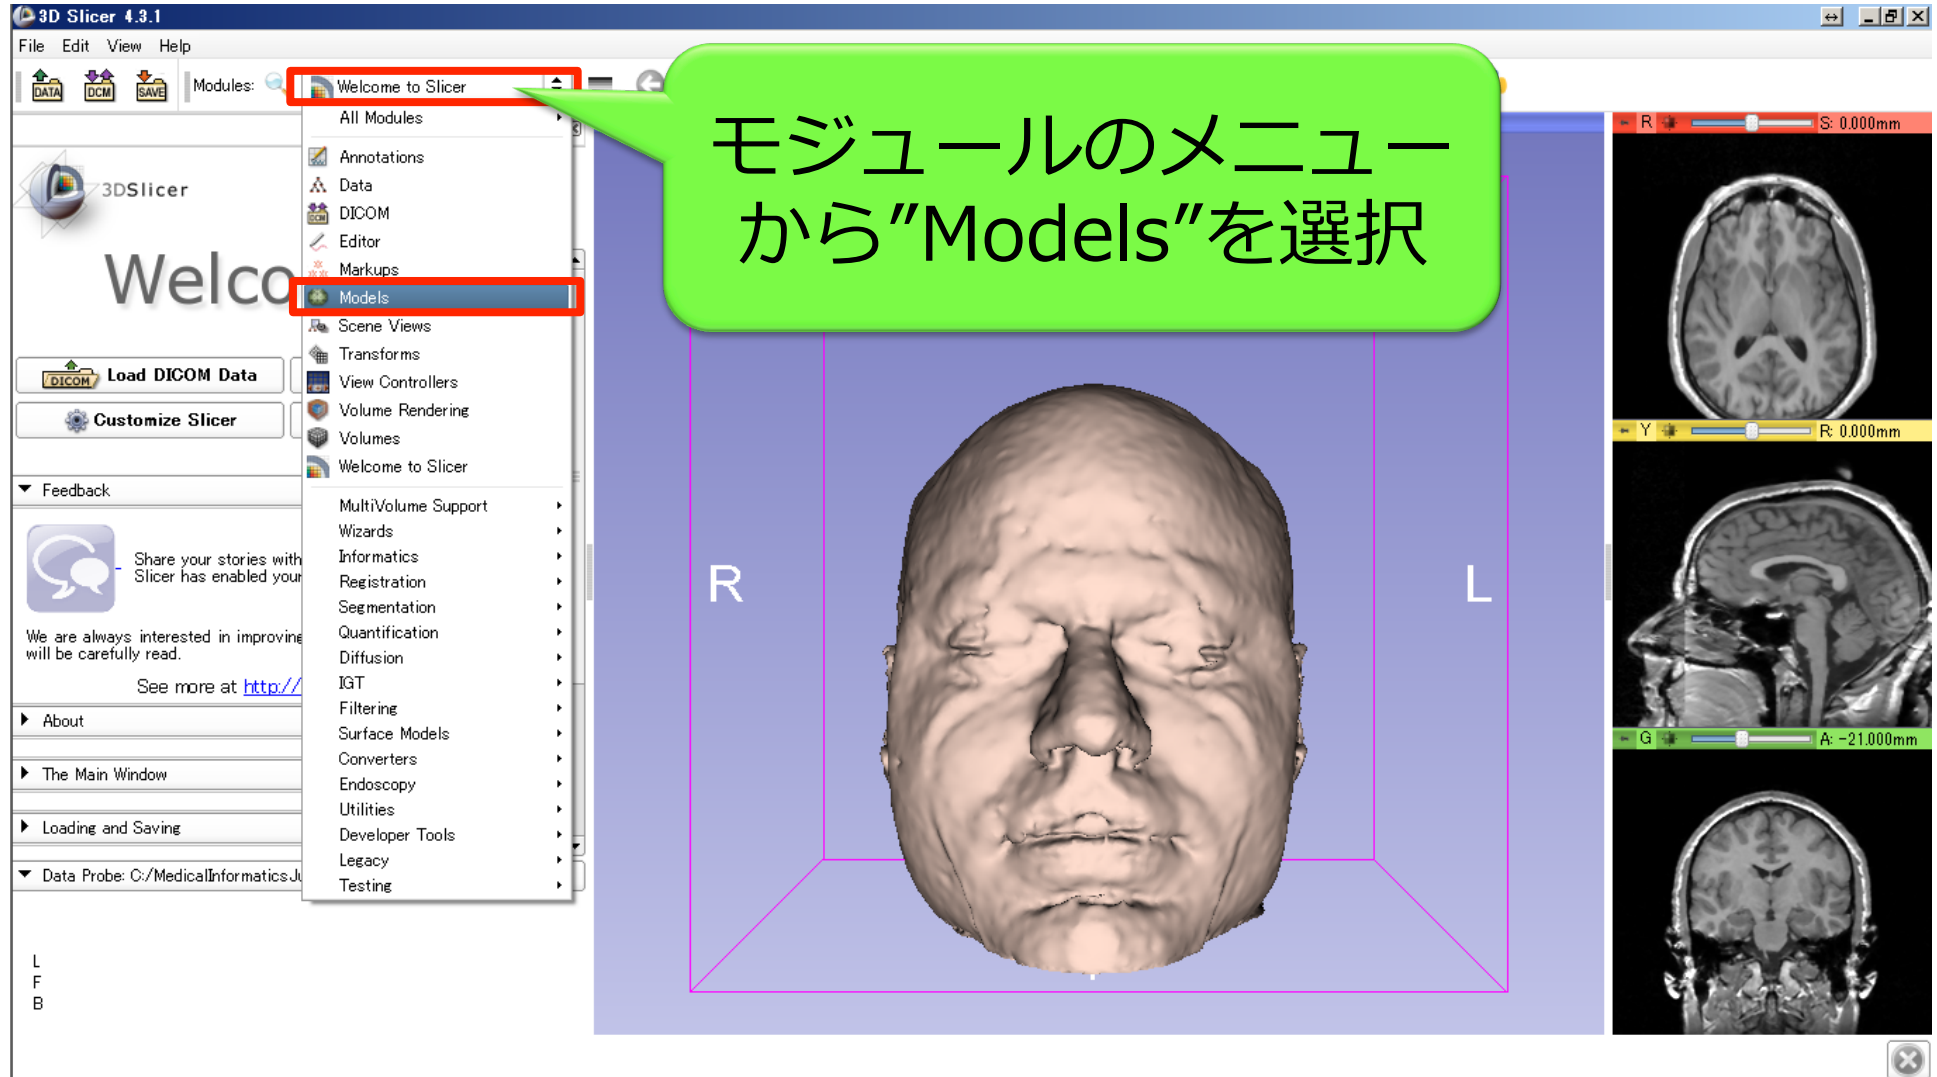 3D Slicer 4.3.1
File Edit View Help
DATA DCM SAVE Modules: Welcome to Slicer
モジュールのメニュー
から”Models”を選択
All Modules
Annotations
Data
DICOM
Editor
Markups
Models
Scene Views
Transforms
View Controllers
Volume Rendering
Volumes
Welcome to Slicer
MultiVolume Support
Wizards
Informatics
Registration
Segmentation
Quantification
Diffusion
IGT
Filtering
Surface Models
Converters
Endoscopy
Utilities
Developer Tools
Legacy
Testing
3DSlicer
Welco
DICOM Load DICOM Data
Customize Slicer
Feedback
Share your stories with
Slicer has enabled your
We are always interested in improving
will be carefully read.
See more at http://
About
The Main Window
Loading and Saving
Data Probe: C:/MedicalInformatics
L
F
B
R
L
R S: 0.000mm
Y R: 0.000mm
G A: -21.000mm